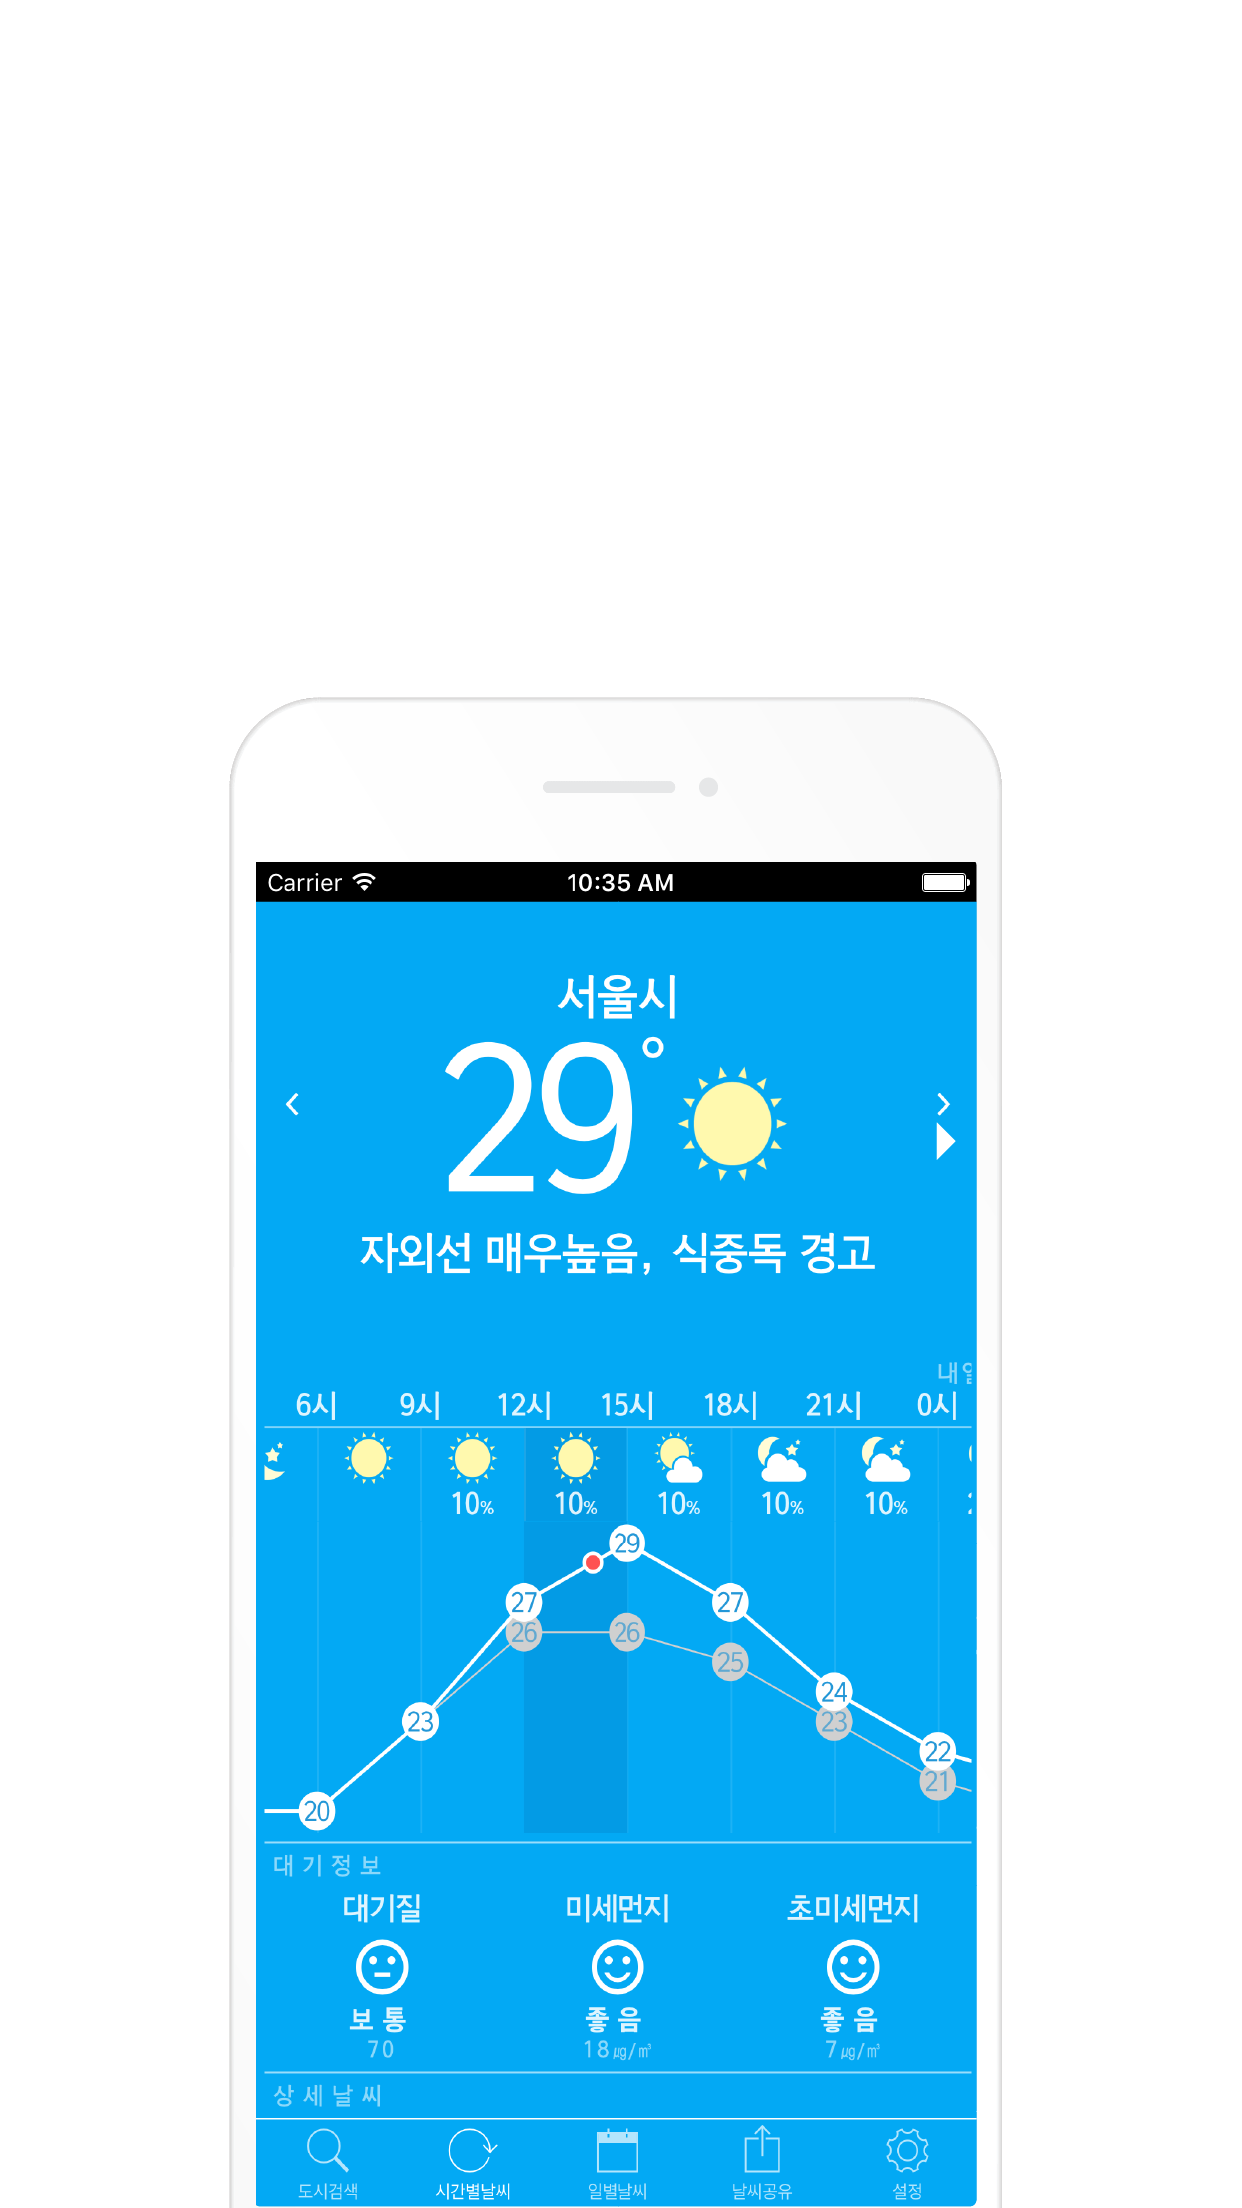 Carrier 10:35 AM
서울시
29°
자외선 매우높음, 식중독 경고
내일
6시 9시 12시 15시 18시 21시 0시
10% 10% 10% 10% 10%
29
27 27
26 26
25
24
23 23
22
21
20
대기정보
대기질 미세먼지 초미세먼지
보통 좋음 좋음
70 18㎍/㎥ 7㎍/㎥
상세날씨
도시검색 시간별날씨 일별날씨 날씨공유 설정